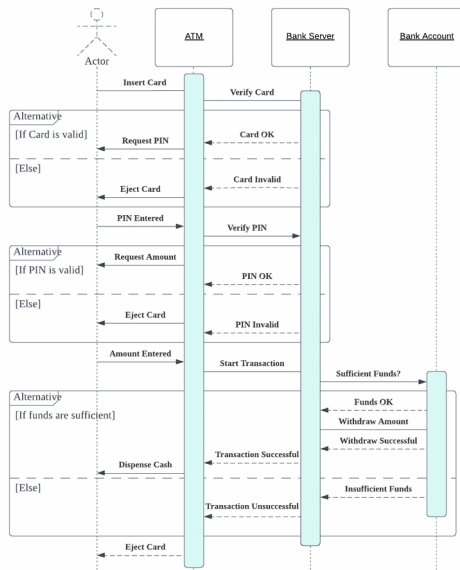 ATM
Bank Server
Bank Account
Actor
Insert Card
Verify Card
Alternative
[If Card is valid]
Card OK
Request PIN
[Else]
Card Invalid
Eject Card
PIN Entered
Verify PIN
Alternative
Request Amount
[If PIN is valid]
PIN OK
[Else]
Eject Card
PIN Invalid
Amount Entered
Start Transaction
Sufficient Funds?
Alternative
Funds OK
[If funds are sufficient]
Withdraw Amount
Withdraw Successful
Transaction Successful
Dispense Cash
[Else]
Insufficient Funds
Transaction Unsuccessful
Eject Card